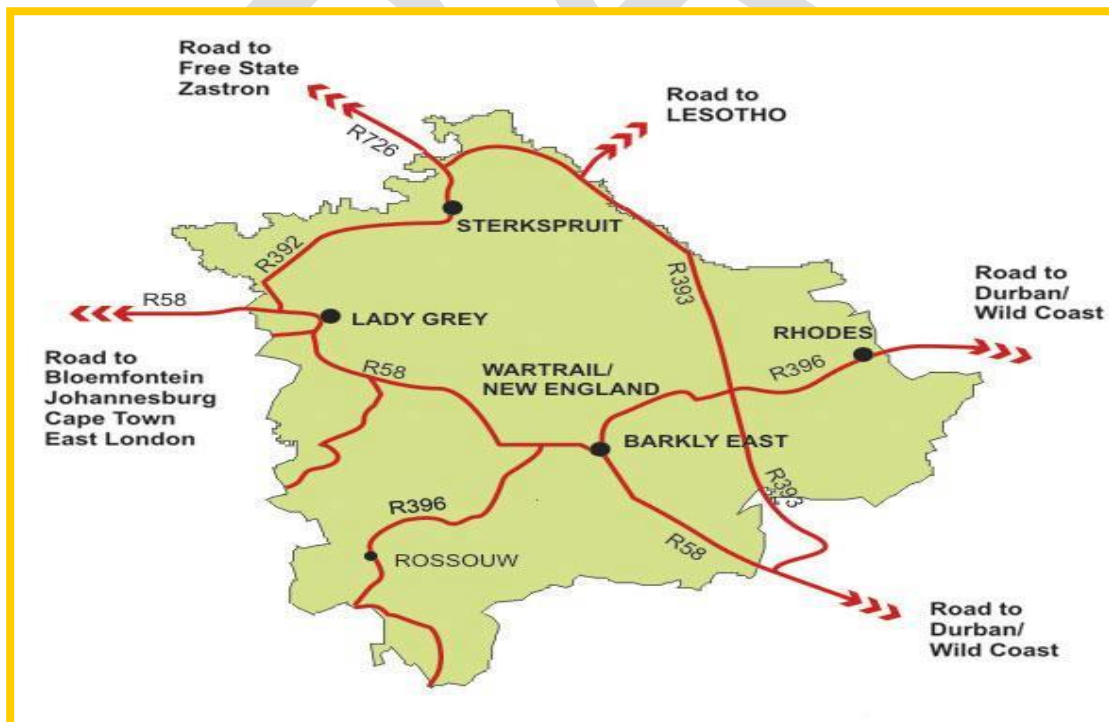 Road to
Free State
Zastron
Road to
LESOTHO
R726
STERKSPRUIT
R392
R393
Road to
Durban/
Wild Coast
R58
LADY GREY
RHODES
Road to
Bloemfontein
Johannesburg
Cape Town
East London
R58
WARTRAIL/
NEW ENGLAND
R396
BARKLY EAST
R393
R396
R58
ROSSOUW
Road to
Durban/
Wild Coast